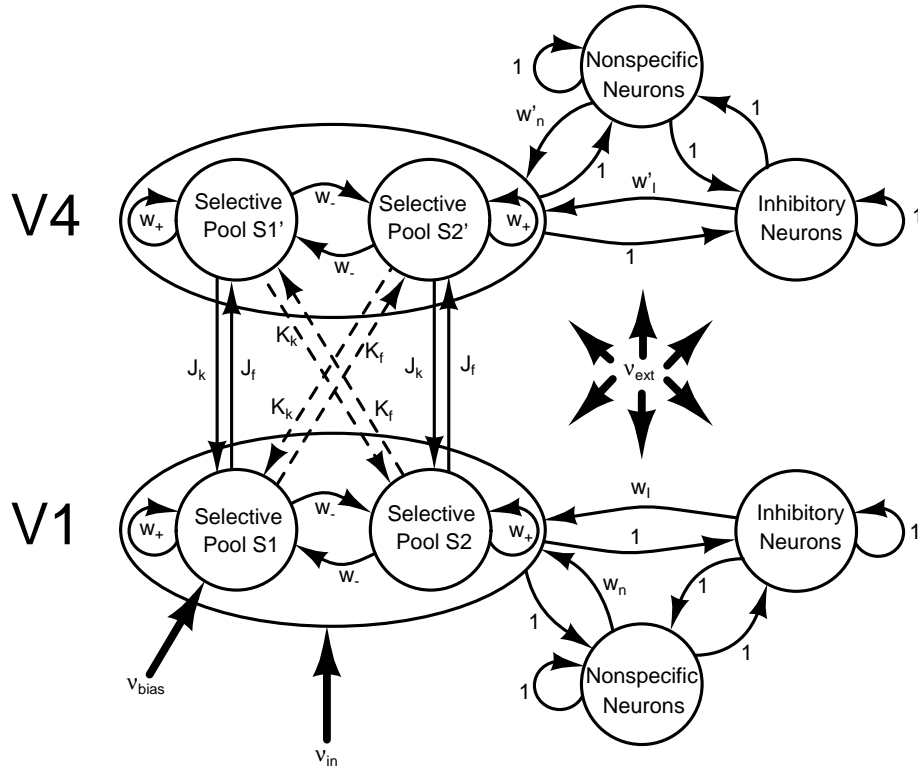 Nonspecific
Neurons
1
w'n
1
1
1
V4
Selective
Pool S1'
w+
w-
w-
Selective
Pool S2'
w+
w'I
1
Inhibitory
Neurons
1
Kk
Kf
Jk
Jf
Jk
Jf
νext
Kk
Kf
V1
Selective
Pool S1
w+
w-
w-
Selective
Pool S2
w+
wI
1
Inhibitory
Neurons
1
wn
1
1
1
1
Nonspecific
Neurons
νbias
νin